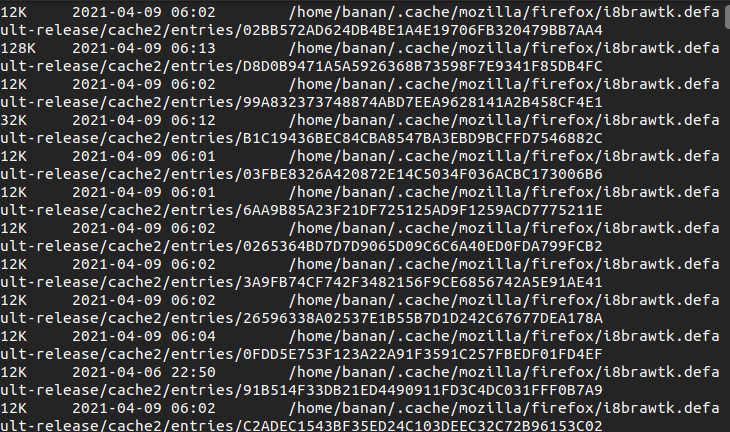 12K     2021-04-09 06:02        /home/banan/.cache/mozilla/firefox/i8brawtk.defa
ult-release/cache2/entries/02BB572AD624DB4BE1A4E19706FB320479BB7AA4
128K    2021-04-09 06:13        /home/banan/.cache/mozilla/firefox/i8brawtk.defa
ult-release/cache2/entries/D8D0B9471A5A5926368B73598F7E9341F85DB4FC
12K     2021-04-09 06:02        /home/banan/.cache/mozilla/firefox/i8brawtk.defa
ult-release/cache2/entries/99A832373748874ABD7EEA9628141A2B458CF4E1
32K     2021-04-09 06:12        /home/banan/.cache/mozilla/firefox/i8brawtk.defa
ult-release/cache2/entries/B1C19436BEC84CBA8547BA3EBD9BCFFD7546882C
12K     2021-04-09 06:01        /home/banan/.cache/mozilla/firefox/i8brawtk.defa
ult-release/cache2/entries/03FBE8326A420872E14C5034F036ACBC173006B6
12K     2021-04-09 06:01        /home/banan/.cache/mozilla/firefox/i8brawtk.defa
ult-release/cache2/entries/6AA9B85A23F21DF725125AD9F1259ACD7775211E
12K     2021-04-09 06:02        /home/banan/.cache/mozilla/firefox/i8brawtk.defa
ult-release/cache2/entries/0265364BD7D7D9065D09C6C6A40ED0FDA799FCB2
12K     2021-04-09 06:02        /home/banan/.cache/mozilla/firefox/i8brawtk.defa
ult-release/cache2/entries/3A9FB74CF742F3482156F9CE6856742A5E91AE41
12K     2021-04-09 06:02        /home/banan/.cache/mozilla/firefox/i8brawtk.defa
ult-release/cache2/entries/26596338A02537E1B55B7D1D242C67677DEA178A
12K     2021-04-09 06:04        /home/banan/.cache/mozilla/firefox/i8brawtk.defa
ult-release/cache2/entries/0FDD5E753F123A22A91F3591C257FBEDF01FD4EF
12K     2021-04-06 22:50        /home/banan/.cache/mozilla/firefox/i8brawtk.defa
ult-release/cache2/entries/91B514F33DB21ED4490911FD3C4DC031FFF0B7A9
12K     2021-04-09 06:02        /home/banan/.cache/mozilla/firefox/i8brawtk.defa
ult-release/cache2/entries/C2ADEC1543BF35ED24C103DEEC32C72B96153C02